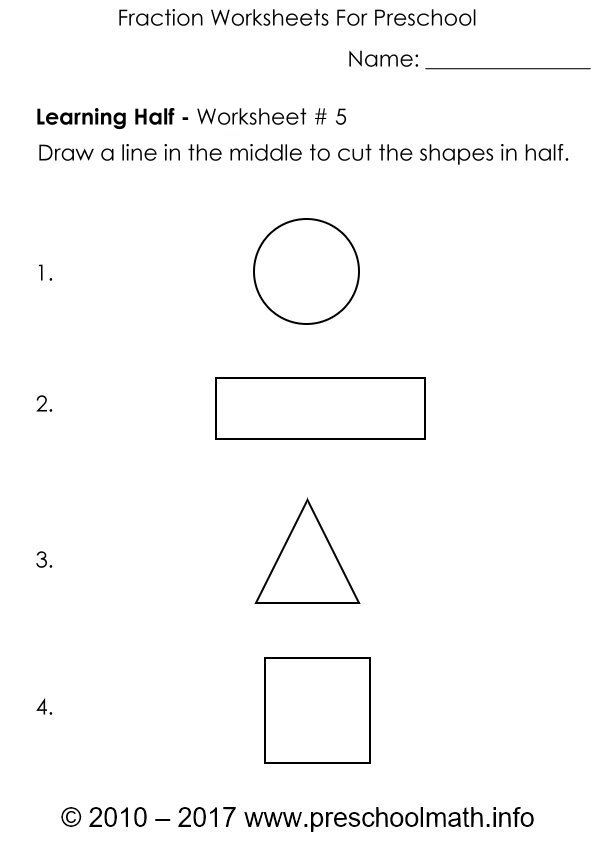 Fraction Worksheets For Preschool
Name: _______________
Learning Half - Worksheet # 5
Draw a line in the middle to cut the shapes in half.
1.
2.
3.
4.
© 2010 – 2017 www.preschoolmath.info